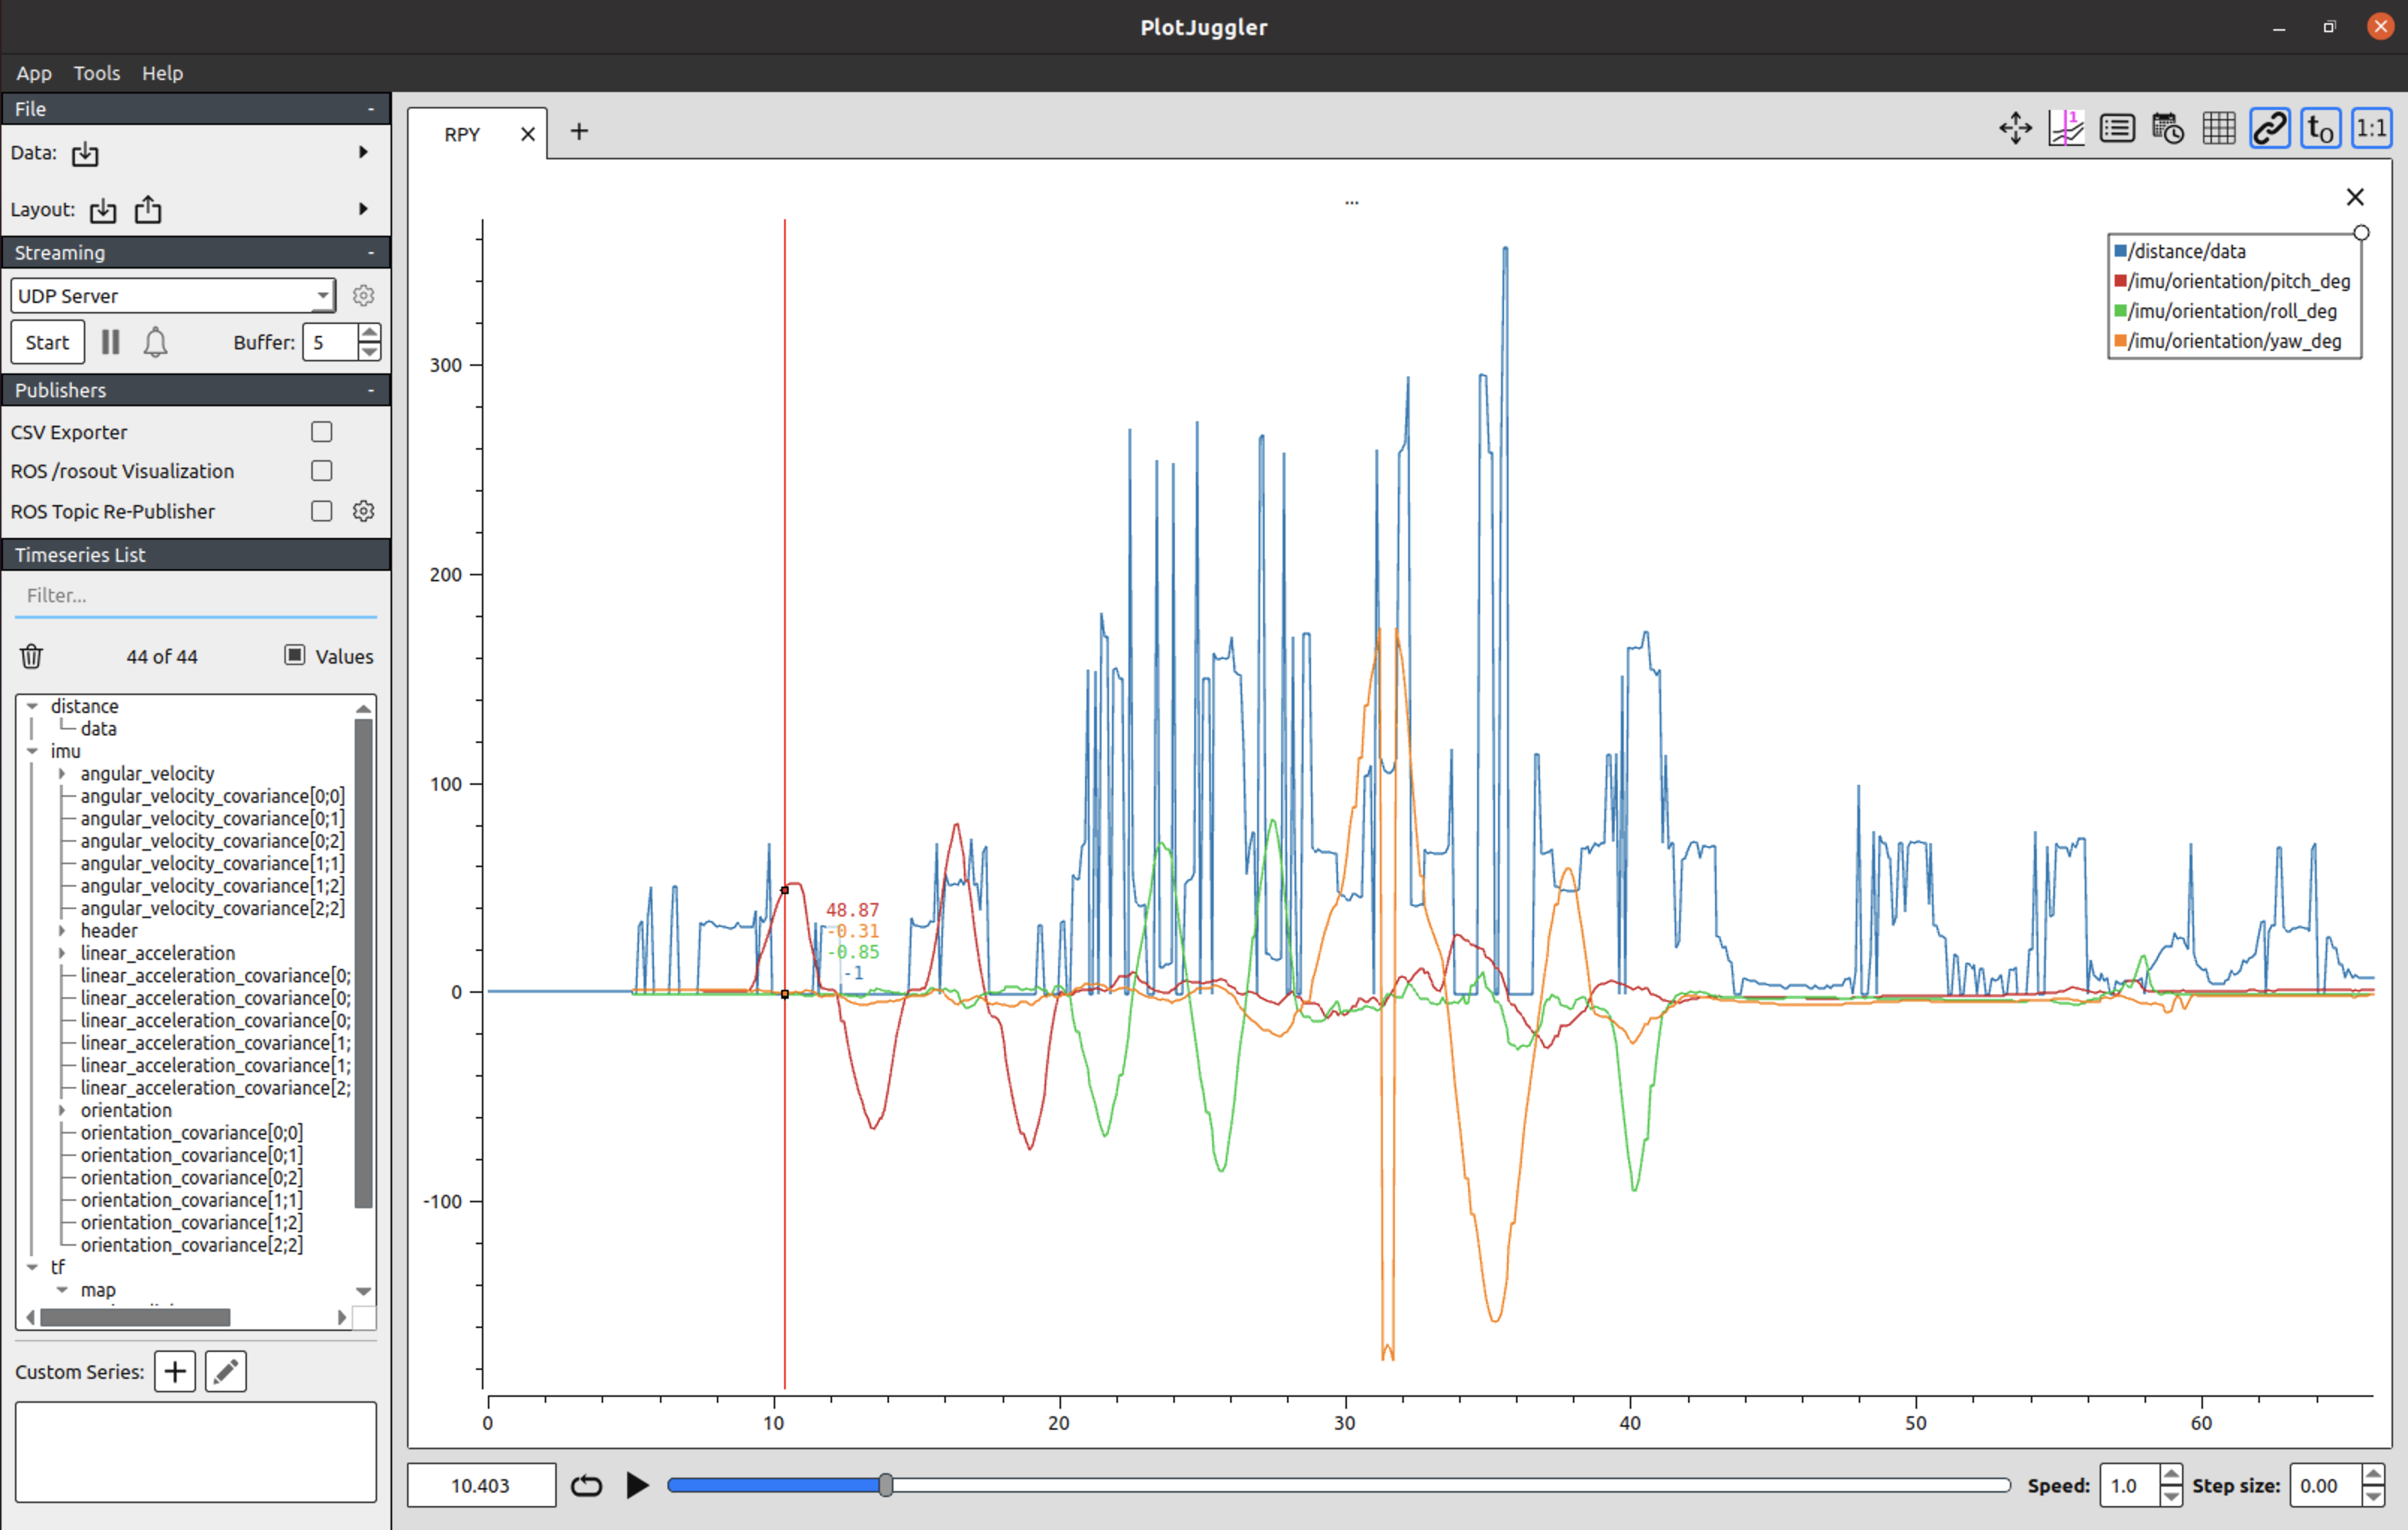 PlotJuggler
App Tools Help
File -
Data:
Layout:
Streaming -
UDP Server
Start Buffer: 5
Publishers -
CSV Exporter
ROS /rosout Visualization
ROS Topic Re-Publisher
Timeseries List
Filter...
44 of 44 Values
distance
data
imu
angular_velocity
angular_velocity_covariance[0;0]
angular_velocity_covariance[0;1]
angular_velocity_covariance[0;2]
angular_velocity_covariance[1;1]
angular_velocity_covariance[1;2]
angular_velocity_covariance[2;2]
header
linear_acceleration
linear_acceleration_covariance[0;
linear_acceleration_covariance[0;
linear_acceleration_covariance[0;
linear_acceleration_covariance[1;
linear_acceleration_covariance[1;
linear_acceleration_covariance[2;
orientation
orientation_covariance[0;0]
orientation_covariance[0;1]
orientation_covariance[0;2]
orientation_covariance[1;1]
orientation_covariance[1;2]
orientation_covariance[2;2]
tf
map
Custom Series:
RPY
1
t0
1:1
...
/distance/data
/imu/orientation/pitch_deg
/imu/orientation/roll_deg
/imu/orientation/yaw_deg
300
200
100
0
-100
48.87
-0.31
-0.85
-1
0 10 20 30 40 50 60
10.403 Speed: 1.0 Step size: 0.00